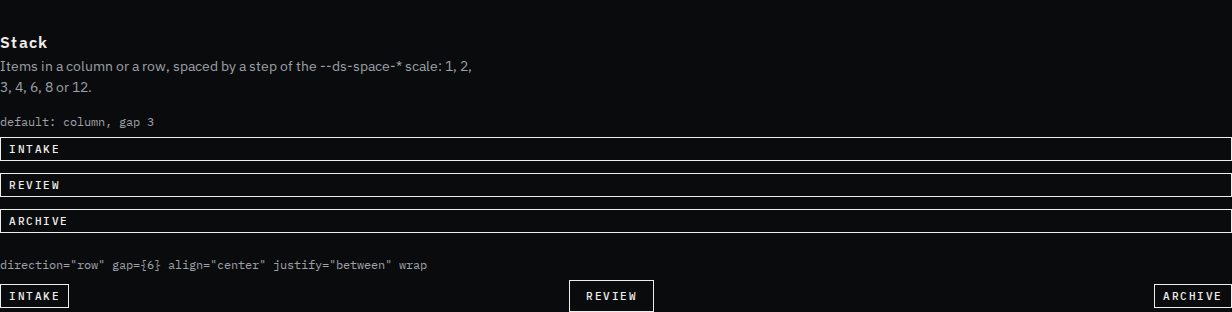 Stack
Items in a column or a row, spaced by a step of the --ds-space-* scale: 1, 2,
3, 4, 6, 8 or 12.
default: column, gap 3
INTAKE
REVIEW
ARCHIVE
direction="row" gap={6} align="center" justify="between" wrap
INTAKE REVIEW ARCHIVE